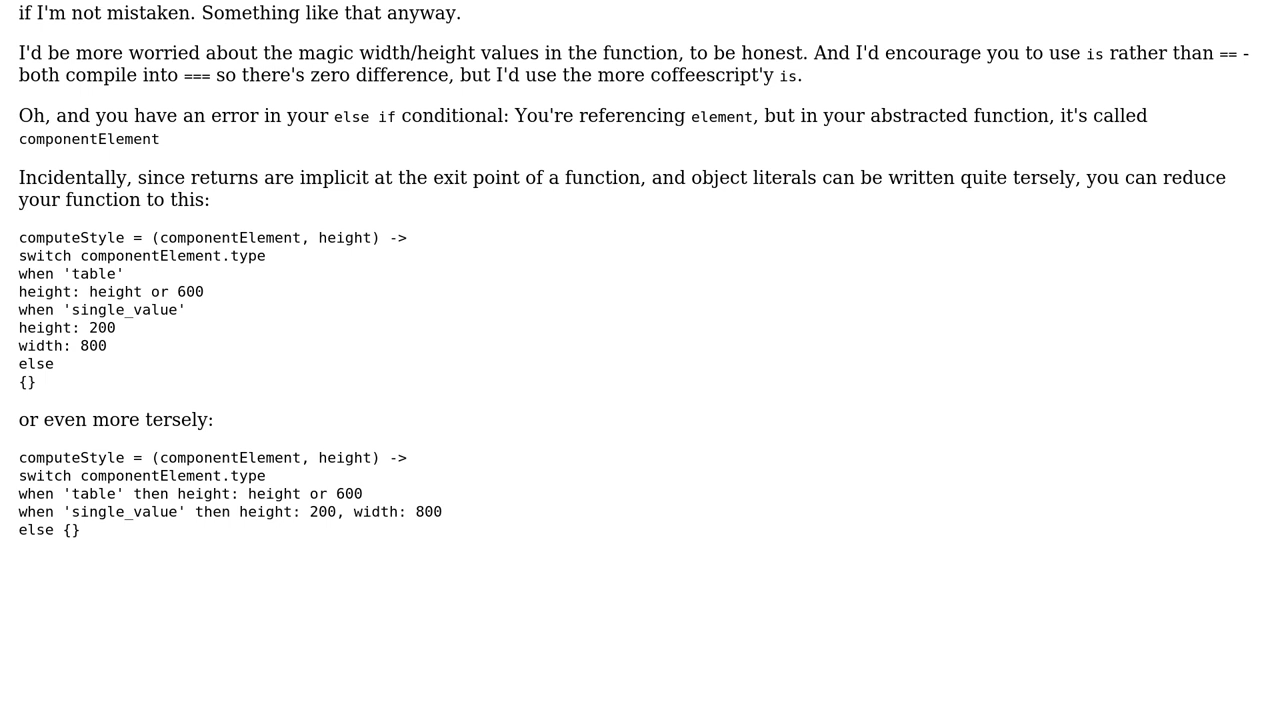 if I'm not mistaken. Something like that anyway.
I'd be more worried about the magic width/height values in the function, to be honest. And I'd encourage you to use is rather than == -
both compile into === so there's zero difference, but I'd use the more coffeescript'y is.
Oh, and you have an error in your else if conditional: You're referencing element, but in your abstracted function, it's called
componentElement
Incidentally, since returns are implicit at the exit point of a function, and object literals can be written quite tersely, you can reduce
your function to this:
computeStyle = (componentElement, height) ->
switch componentElement.type
when 'table'
height: height or 600
when 'single_value'
height: 200
width: 800
else
{}
or even more tersely:
computeStyle = (componentElement, height) ->
switch componentElement.type
when 'table' then height: height or 600
when 'single_value' then height: 200, width: 800
else {}